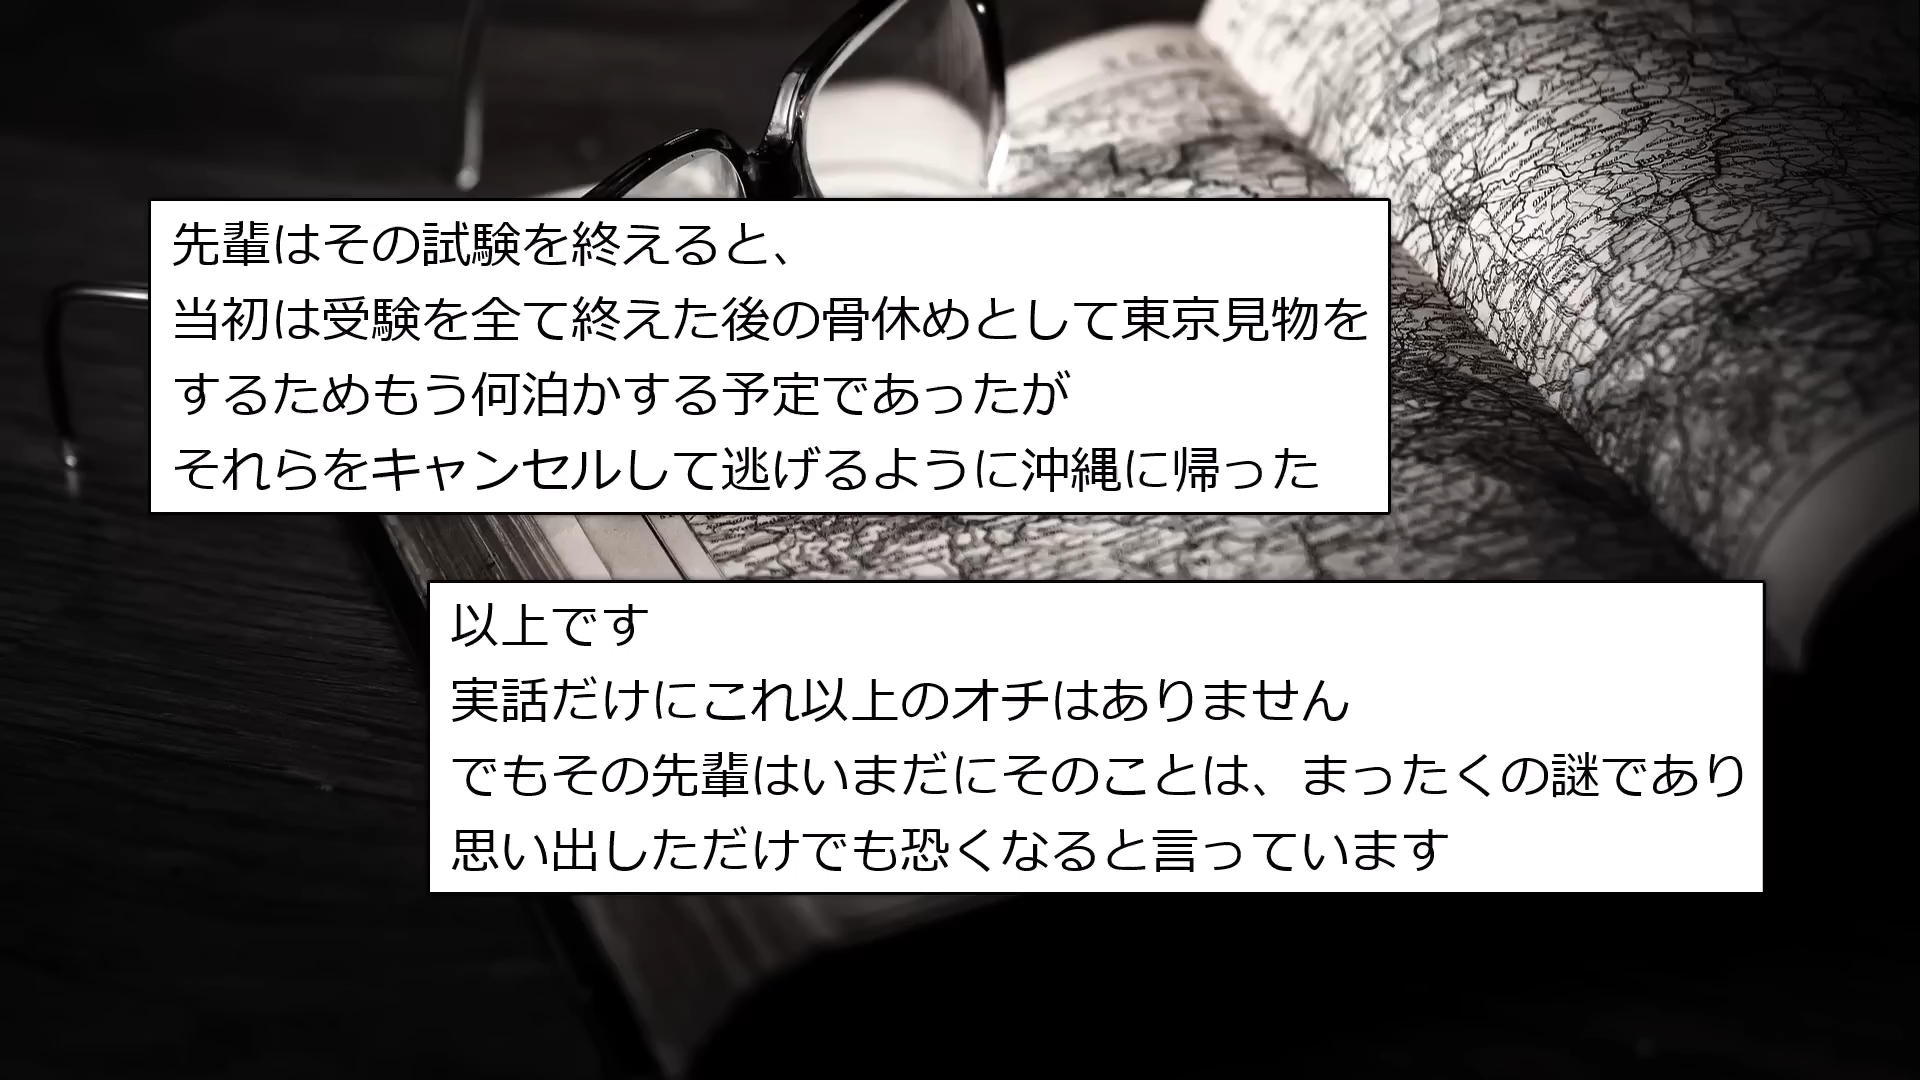 先輩はその試験を終えると、
当初は受験を全て終えた後の骨休めとして東京見物を
するためもう何泊かする予定であったが
それらをキャンセルして逃げるように沖縄に帰った
以上です
実話だけにこれ以上のオチはありません
でもその先輩はいまだにそのことは、まったくの謎であり
思い出しただけでも恐くなると言っています